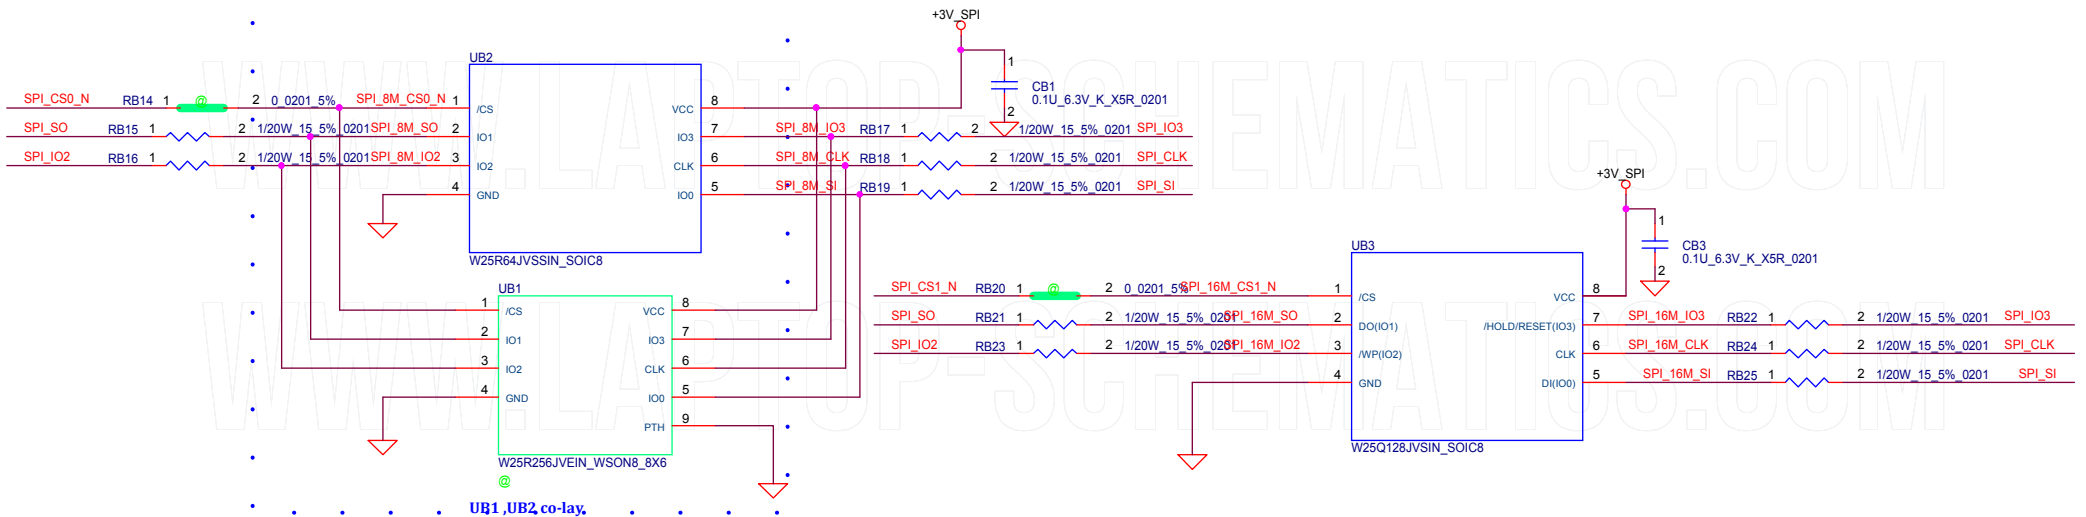 WWW.LAPTOP-SCHEMATICS.COM
+3V_SPI
UB2
1
CB1
0.1U_6.3V_K_X5R_0201
2
SPI_CS0_N RB14 1 @ 2 0_0201_5% SPI_8M_CS0_N 1 /CS VCC 8
SPI_SO RB15 1 2 1/20W_15_5%_0201 SPI_8M_SO 2 IO1 IO3 7 SPI_8M_IO3 RB17 1 2 1/20W_15_5%_0201 SPI_IO3
SPI_IO2 RB16 1 2 1/20W_15_5%_0201 SPI_8M_IO2 3 IO2 CLK 6 SPI_8M_CLK RB18 1 2 1/20W_15_5%_0201 SPI_CLK
4 GND IO0 5 SPI_8M_SI RB19 1 2 1/20W_15_5%_0201 SPI_SI
W25R64JVSSIN_SOIC8
UB1
1 /CS VCC 8
2 IO1 IO3 7
3 IO2 CLK 6
4 GND IO0 5
PTH 9
W25R256JVEIN_WSON8_8X6
@
UB1 ,UB2 co-lay
+3V_SPI
1
CB3
0.1U_6.3V_K_X5R_0201
2
UB3
SPI_CS1_N RB20 1 @ 2 0_0201_5% SPI_16M_CS1_N 1 /CS VCC 8
SPI_SO RB21 1 2 1/20W_15_5%_0201 SPI_16M_SO 2 DO(IO1) /HOLD/RESET(IO3) 7 SPI_16M_IO3 RB22 1 2 1/20W_15_5%_0201 SPI_IO3
SPI_IO2 RB23 1 2 1/20W_15_5%_0201 SPI_16M_IO2 3 /WP(IO2) CLK 6 SPI_16M_CLK RB24 1 2 1/20W_15_5%_0201 SPI_CLK
4 GND DI(IO0) 5 SPI_16M_SI RB25 1 2 1/20W_15_5%_0201 SPI_SI
W25Q128JVSIN_SOIC8
WWW.LAPTOP-SCHEMATICS.COM